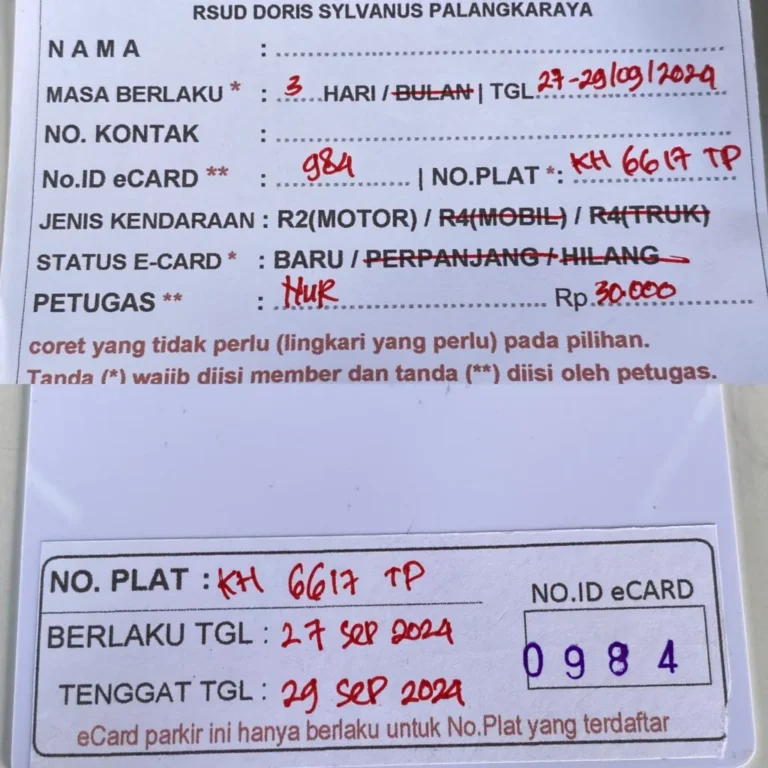 RSUD DORIS SYLVANUS PALANGKARAYA
NAMA : ........................
MASA BERLAKU * : 3 HARI / BULAN | TGL 27-29/09/2024
NO. KONTAK : ........................
No.ID eCARD ** : 984 | NO.PLAT *: KH 6617 TP
JENIS KENDARAAN : R2(MOTOR) / R4(MOBIL) / R4(TRUK)
STATUS E-CARD * : BARU / PERPANJANG / HILANG
PETUGAS ** : NUR Rp.30.000
coret yang tidak perlu (lingkari yang perlu) pada pilihan.
Tanda (*) wajib diisi member dan tanda (**) diisi oleh petugas.
NO. PLAT : KH 6617 TP
NO.ID eCARD
BERLAKU TGL : 27 SEP 2024
0984
TENGGAT TGL : 29 SEP 2024
eCard parkir ini hanya berlaku untuk No.Plat yang terdaftar